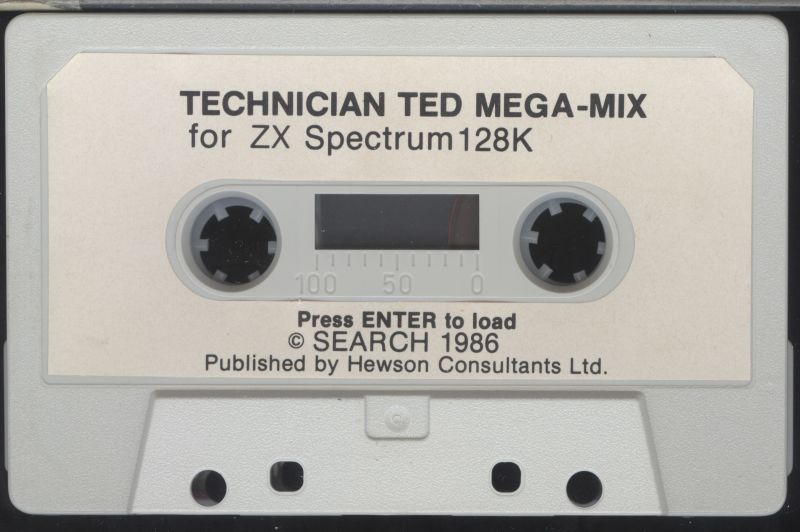 TECHNICIAN TED MEGA-MIX
for ZX Spectrum 128K
100 50 0
Press ENTER to load
© SEARCH 1986
Published by Hewson Consultants Ltd.